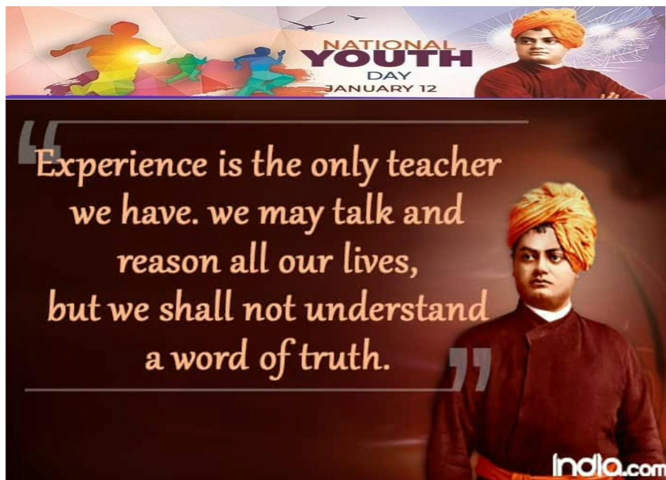 NATIONAL
YOUTH
DAY
JANUARY 12
“Experience is the only teacher
we have. we may talk and
reason all our lives,
but we shall not understand
a word of truth.”
India.com